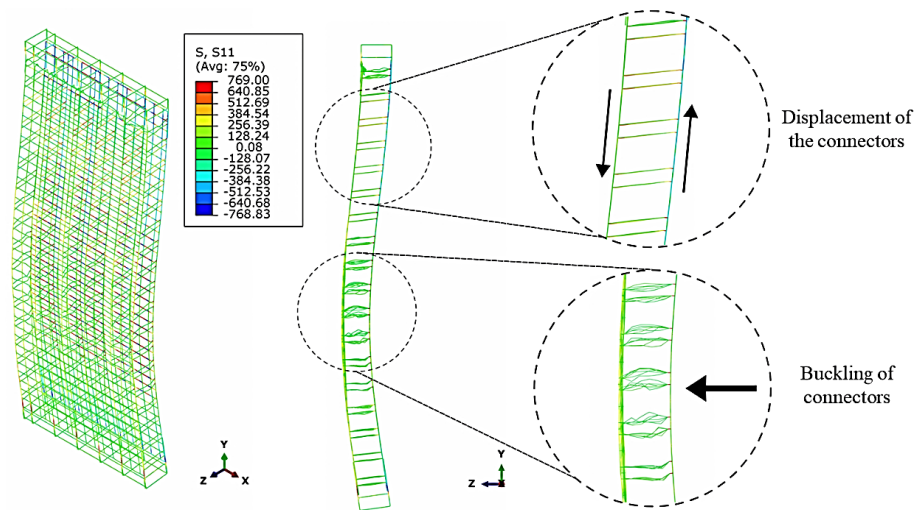 S, S11
(Avg: 75%)
769.00
640.85
512.69
384.54
256.39
128.24
0.08
-128.07
-256.22
-384.38
-512.53
-640.68
-768.83
Displacement of
the connectors
Buckling of
connectors
Y
Z
X
Y
Z
X